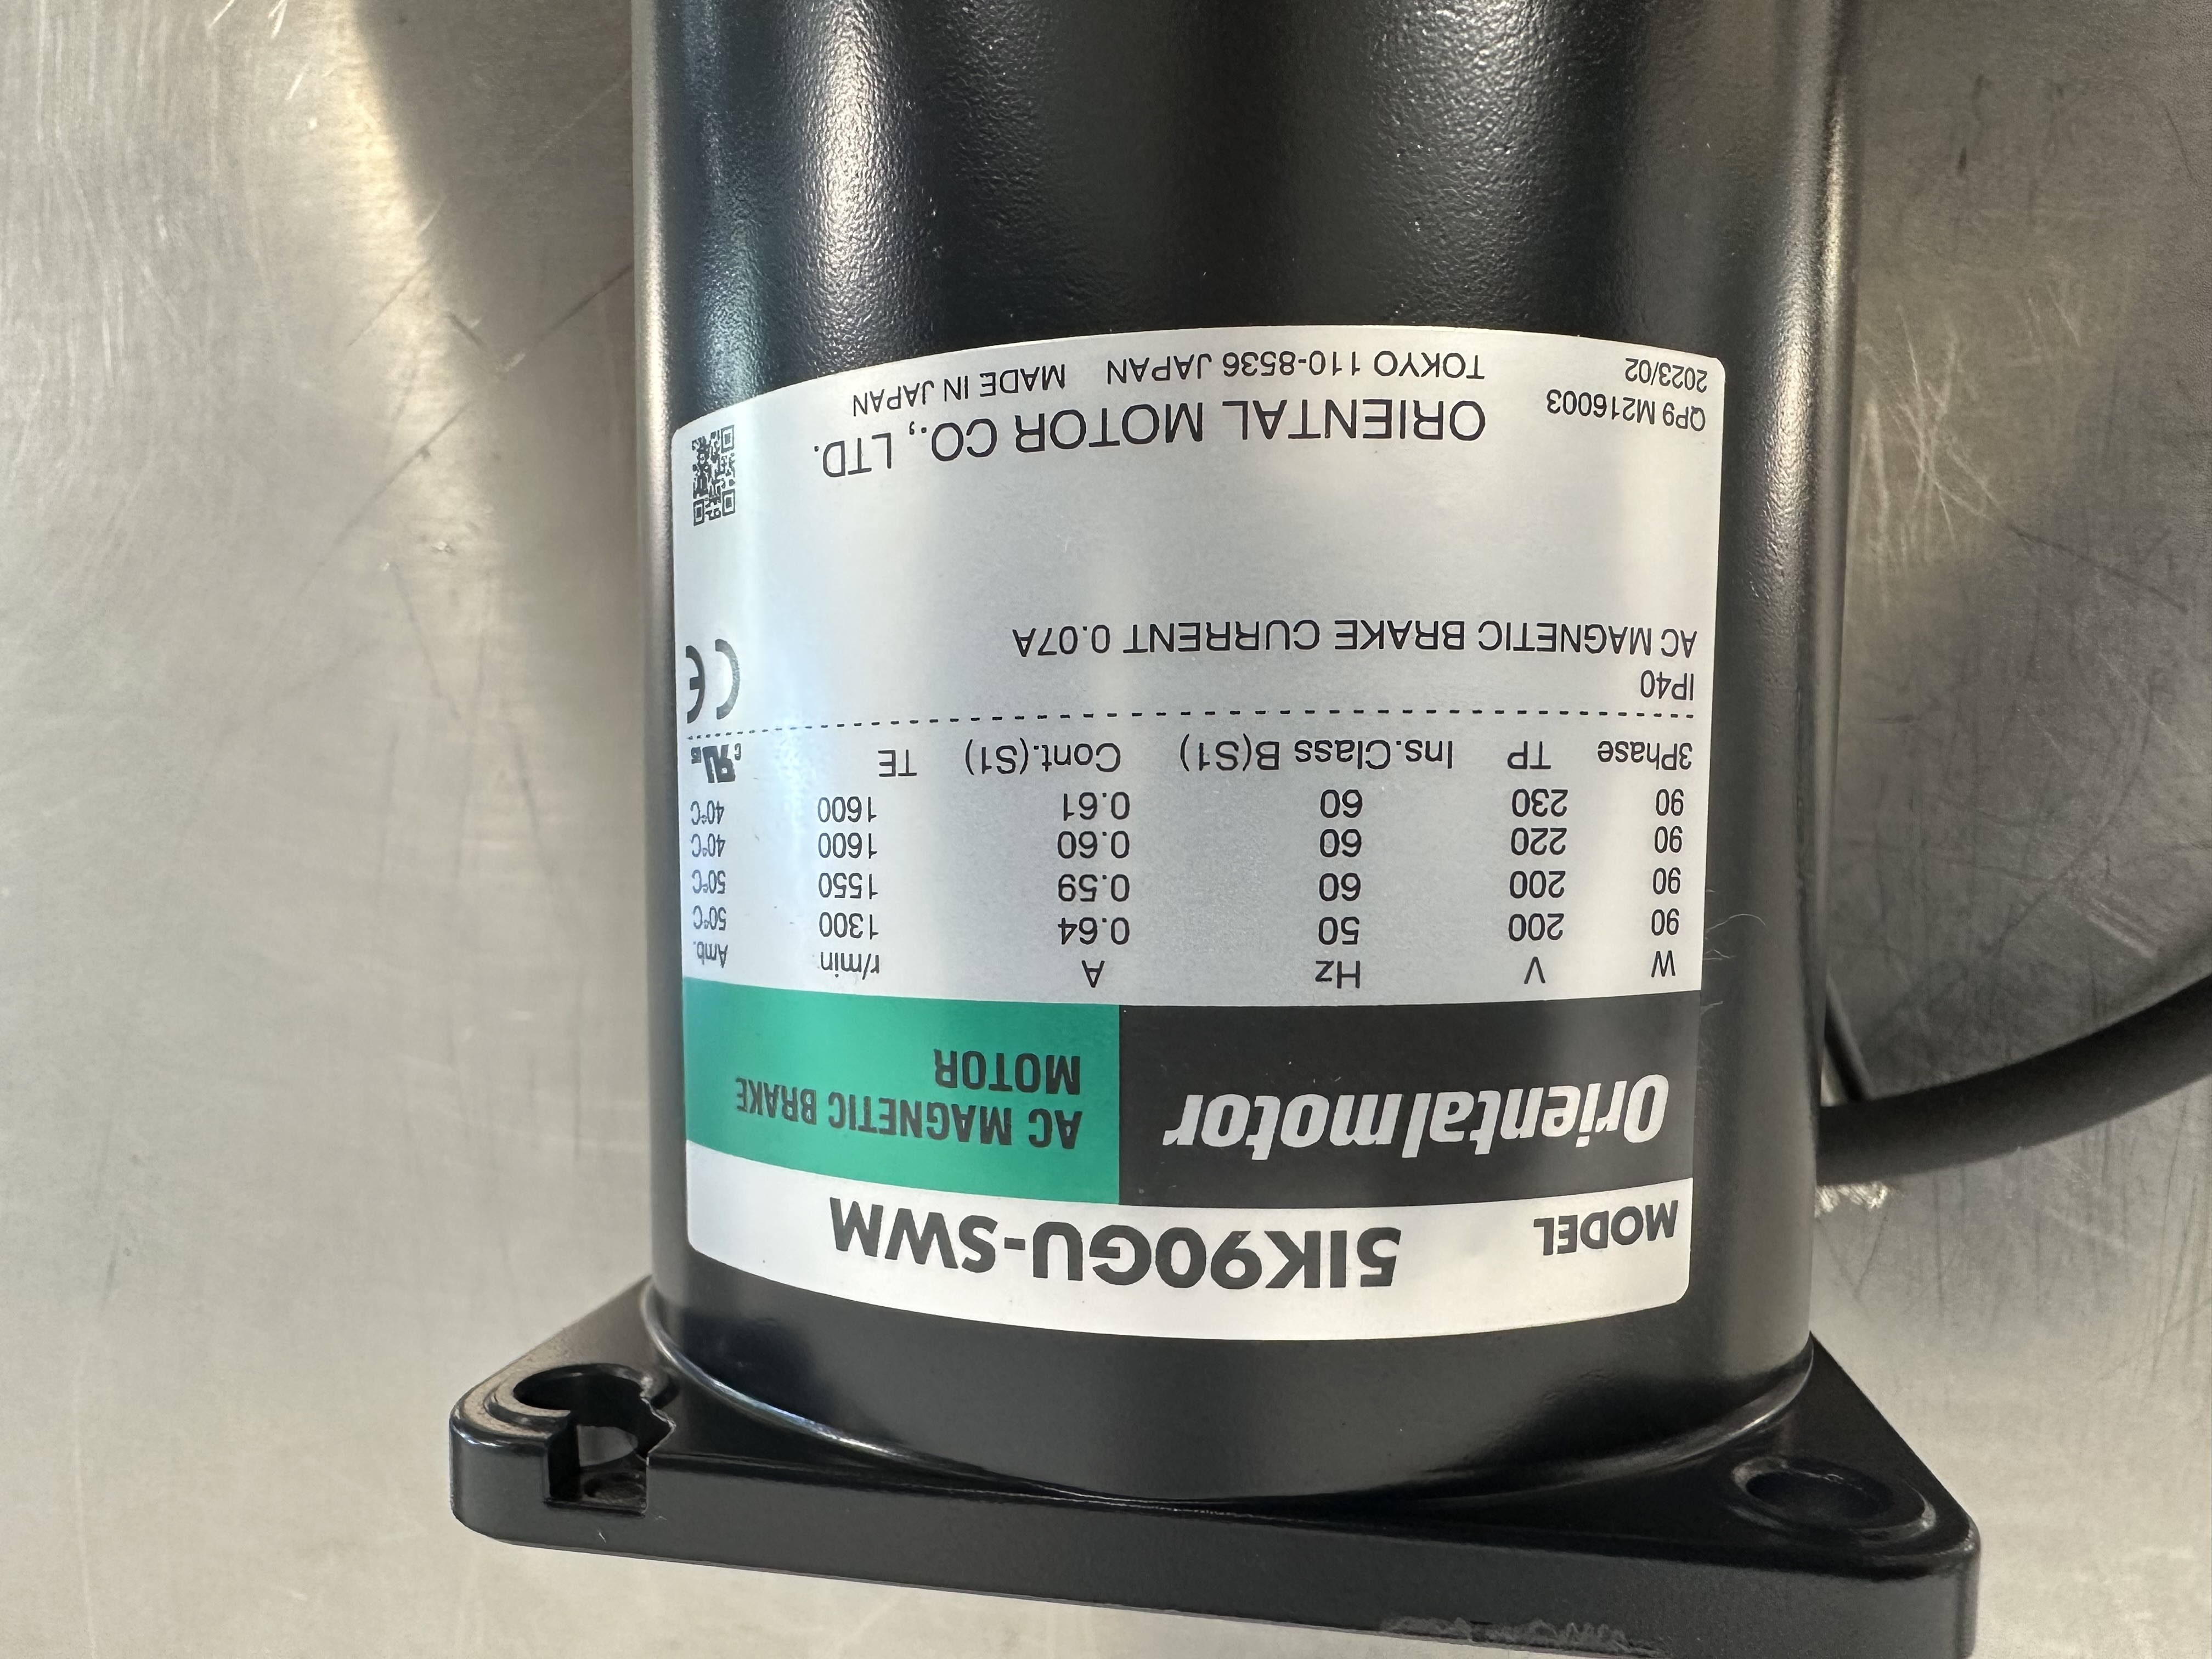 MODEL 5IK90GU-SWM
Orientalmotor
AC MAGNETIC BRAKE
MOTOR
W V Hz A r/min Amb.
90 200 50 0.64 1300 50°C
90 200 60 0.59 1550 50°C
90 220 60 0.60 1600 40°C
90 230 60 0.61 1600 40°C
3Phase TP Ins.Class B(S1) Cont.(S1) TE
IP40
AC MAGNETIC BRAKE CURRENT 0.07A
CE
QP9 M216003
2023/02
ORIENTAL MOTOR CO., LTD.
TOKYO 110-8536 JAPAN MADE IN JAPAN